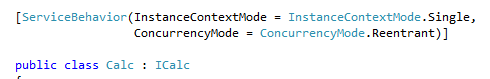 [ServiceBehavior(InstanceContextMode = InstanceContextMode.Single,
ConcurrencyMode = ConcurrencyMode.Reentrant)]
public class Calc : ICalc
{